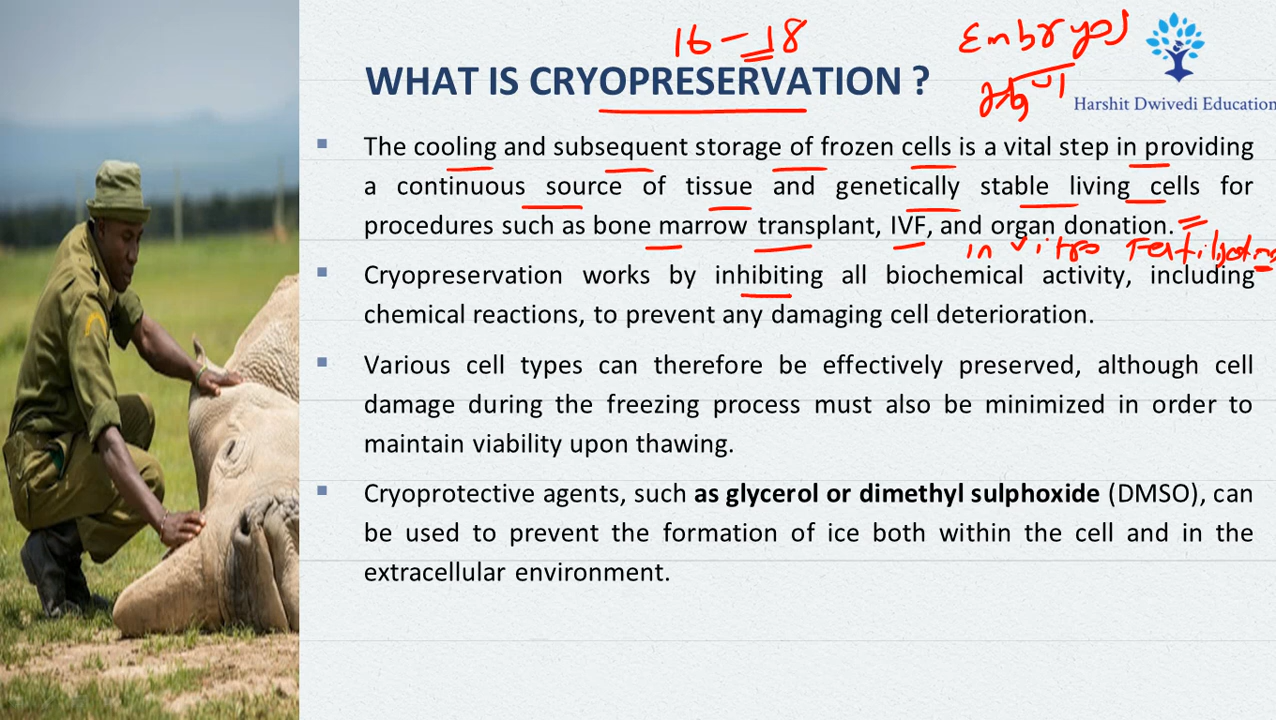 16-18
Embryos
WHAT IS CRYOPRESERVATION ?
Harshit Dwivedi Education
▪ The cooling and subsequent storage of frozen cells is a vital step in providing
a continuous source of tissue and genetically stable living cells for
procedures such as bone marrow transplant, IVF, and organ donation.
in vitro Fertilization
▪ Cryopreservation works by inhibiting all biochemical activity, including
chemical reactions, to prevent any damaging cell deterioration.
▪ Various cell types can therefore be effectively preserved, although cell
damage during the freezing process must also be minimized in order to
maintain viability upon thawing.
▪ Cryoprotective agents, such as glycerol or dimethyl sulphoxide (DMSO), can
be used to prevent the formation of ice both within the cell and in the
extracellular environment.